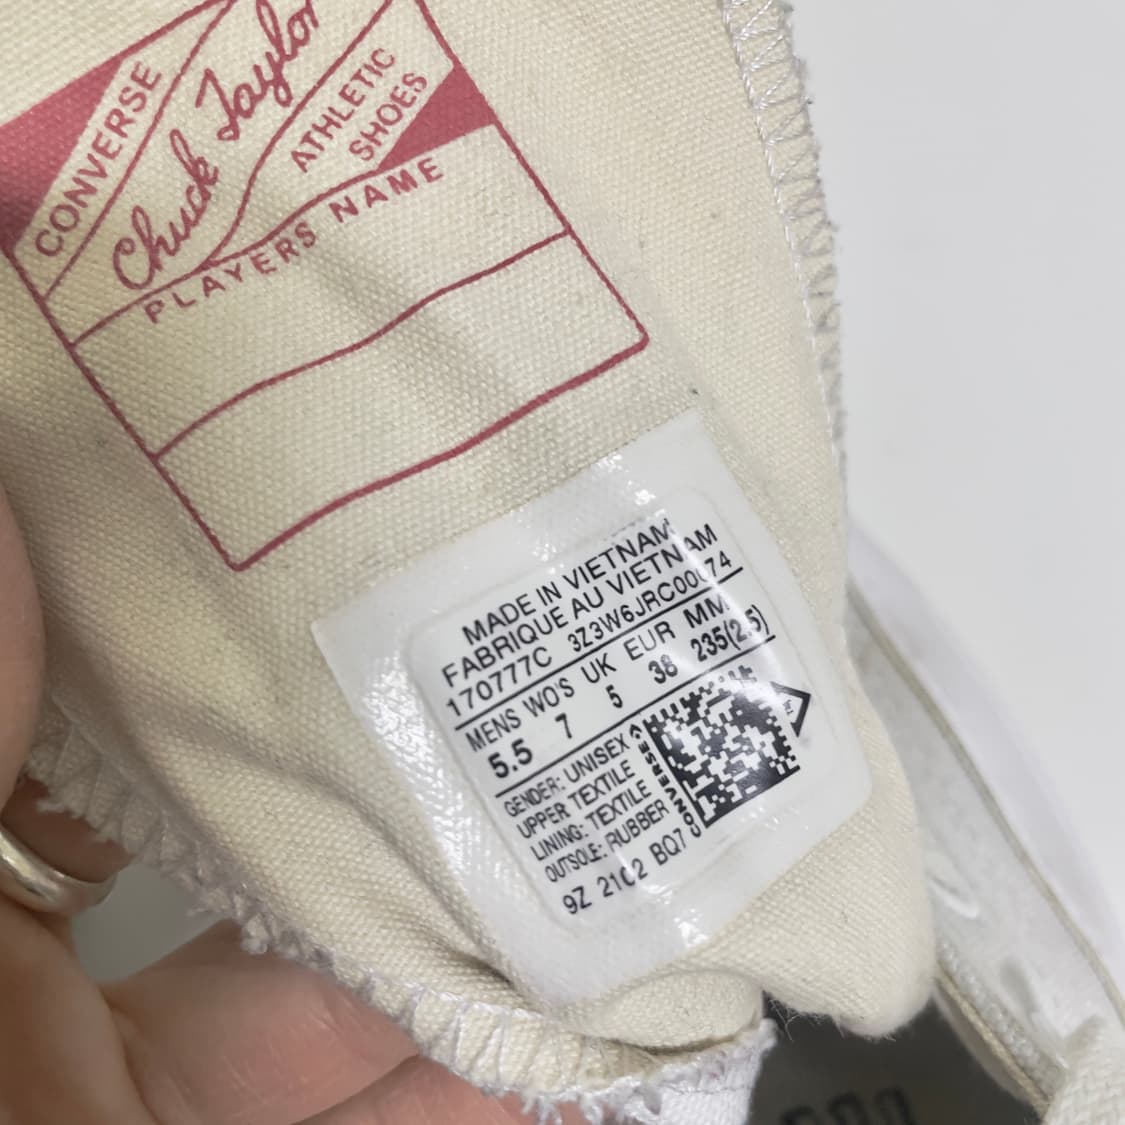 CONVERSE
Chuck Taylor
ATHLETIC
SHOES
PLAYERS NAME
MADE IN VIETNAM
FABRIQUE AU VIETNAM
170777C
MENS WO'S UK EUR MM
5.5 7 5 38 235(2.5)
GENDER: UNISEX
UPPER TEXTILE
LINING: TEXTILE
OUTSOLE: RUBBER
9Z 2102 BQ7
CONVERSE